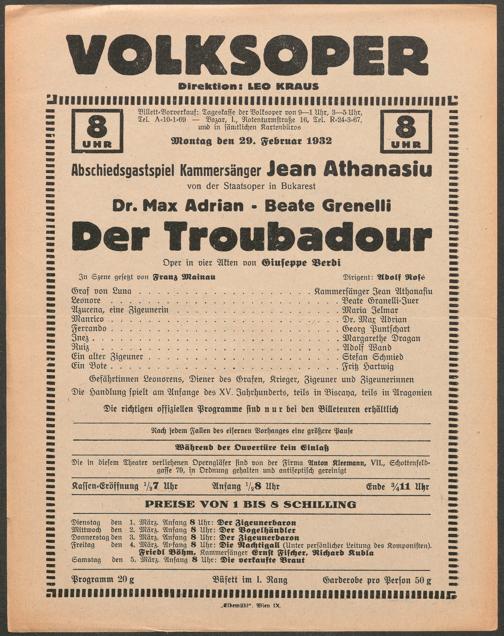 VOLKSOPER
Direktion: LEO KRAUS
8 UHR
Billett-Vorverkauf: Tageskasse der Volksoper von 9—1 Uhr, 3—5 Uhr,
Tel. A-10-1-69 — Bazar, I., Rotenturmstraße 16, Tel. R-24-3-67,
und in sämtlichen Kartenbüros
8 UHR
Montag den 29. Februar 1932
Abschiedsgastspiel Kammersänger Jean Athanasiu
von der Staatsoper in Bukarest
Dr. Max Adrian - Beate Grenelli
Der Troubadour
Oper in vier Akten von Giuseppe Verdi
In Szene gesetzt von Franz Mainau Dirigent: Adolf Rosé
Graf von Luna . . . Kammersänger Jean Athanasiu
Leonore . . . Beate Granelli-Juer
Azucena, eine Zigeunerin . . . Maria Jelmar
Manrico . . . Dr. Max Adrian
Ferrando . . . Georg Puntschart
Inez . . . Margarethe Dragan
Ruiz . . . Adolf Wand
Ein alter Zigeuner . . . Stefan Schmied
Ein Bote . . . Fritz Hartwig
Gefährtinnen Leonorens, Diener des Grafen, Krieger, Zigeuner und Zigeunerinnen
Die Handlung spielt am Anfange des XV. Jahrhunderts, teils in Biscaya, teils in Aragonien
Die richtigen offiziellen Programme sind nur bei den Billeteuren erhältlich
Nach jedem Fallen des eisernen Vorhanges eine größere Pause
Während der Ouvertüre kein Einlaß
Die in diesem Theater verliehenen Operngläser sind von der Firma Anton Kleemann, VII., Schottenfeld-
gasse 79, in Ordnung gehalten und antiseptisch gereinigt
Kassen-Eröffnung 1/2 7 Uhr Anfang 1/2 8 Uhr Ende 3/4 11 Uhr
PREISE VON 1 BIS 8 SCHILLING
Dienstag den 1. März. Anfang 8 Uhr: Der Zigeunerbaron
Mittwoch den 2. März. Anfang 8 Uhr: Der Vogelhändler
Donnerstag den 3. März. Anfang 8 Uhr: Der Zigeunerbaron
Freitag den 4. März. Anfang 8 Uhr: Die Nachtigall (Unter persönlicher Leitung des Komponisten).
Friedl Böhm, Kammersänger Ernst Fischer, Richard Kubla
Samstag den 5. März. Anfang 8 Uhr: Die verkaufte Braut
Programm 20 g Büfett im I. Rang Garderobe pro Person 50 g
„Elbemühl", Wien IX.